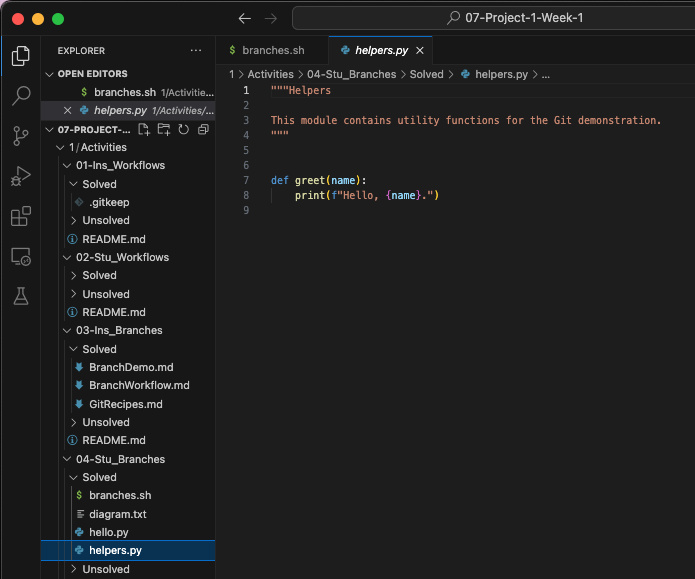 07-Project-1-Week-1
EXPLORER
OPEN EDITORS
$ branches.sh 1/Activities...
helpers.py 1/Activities/...
07-PROJECT-...
1/Activities
01-Ins_Workflows
Solved
.gitkeep
Unsolved
README.md
02-Stu_Workflows
Solved
Unsolved
README.md
03-Ins_Branches
Solved
BranchDemo.md
BranchWorkflow.md
GitRecipes.md
Unsolved
README.md
04-Stu_Branches
Solved
$ branches.sh
diagram.txt
hello.py
helpers.py
Unsolved
$ branches.sh
helpers.py
1 > Activities > 04-Stu_Branches > Solved > helpers.py > ...
1 """Helpers
2
3 This module contains utility functions for the Git demonstration.
4 """
5
6
7 def greet(name):
8 print(f"Hello, {name}.")
9